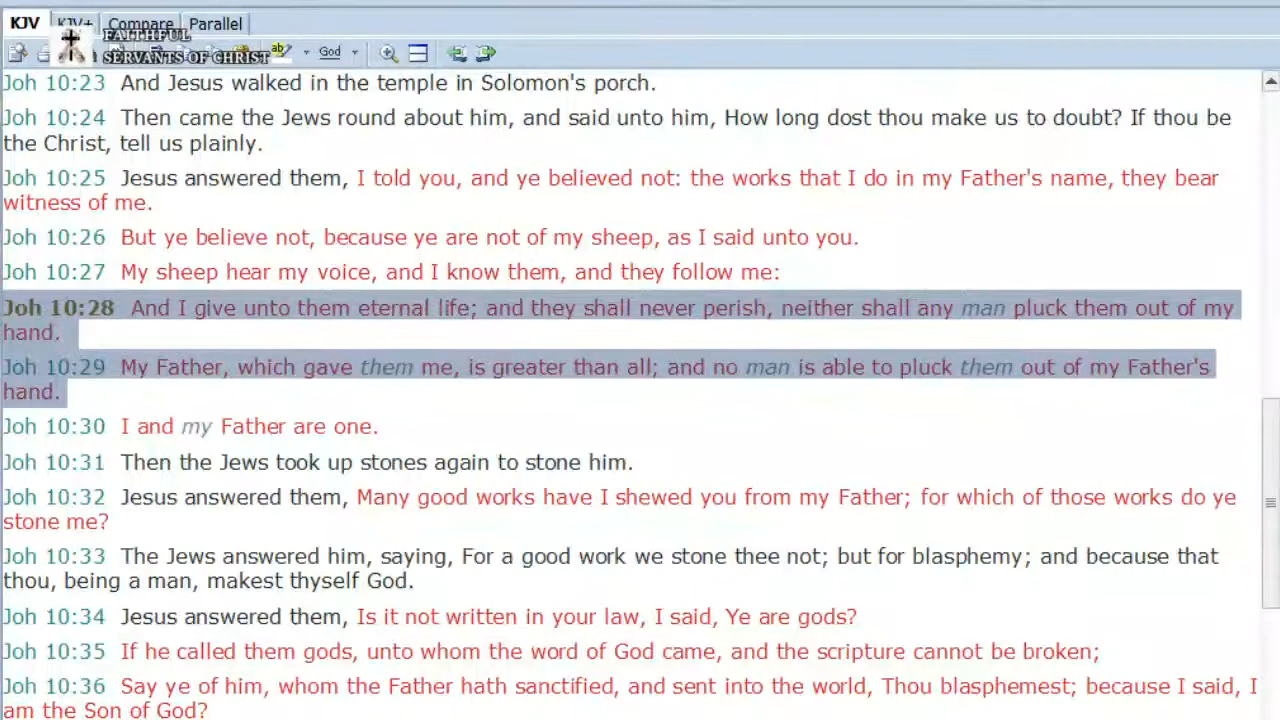 KJV KJV+ Compare Parallel
FAITHFUL
SERVANTS OF CHRIST
ab God
Joh 10:23 And Jesus walked in the temple in Solomon's porch.
Joh 10:24 Then came the Jews round about him, and said unto him, How long dost thou make us to doubt? If thou be
the Christ, tell us plainly.
Joh 10:25 Jesus answered them, I told you, and ye believed not: the works that I do in my Father's name, they bear
witness of me.
Joh 10:26 But ye believe not, because ye are not of my sheep, as I said unto you.
Joh 10:27 My sheep hear my voice, and I know them, and they follow me:
Joh 10:28 And I give unto them eternal life; and they shall never perish, neither shall any man pluck them out of my
hand.
Joh 10:29 My Father, which gave them me, is greater than all; and no man is able to pluck them out of my Father's
hand.
Joh 10:30 I and my Father are one.
Joh 10:31 Then the Jews took up stones again to stone him.
Joh 10:32 Jesus answered them, Many good works have I shewed you from my Father; for which of those works do ye
stone me?
Joh 10:33 The Jews answered him, saying, For a good work we stone thee not; but for blasphemy; and because that
thou, being a man, makest thyself God.
Joh 10:34 Jesus answered them, Is it not written in your law, I said, Ye are gods?
Joh 10:35 If he called them gods, unto whom the word of God came, and the scripture cannot be broken;
Joh 10:36 Say ye of him, whom the Father hath sanctified, and sent into the world, Thou blasphemest; because I said, I
am the Son of God?